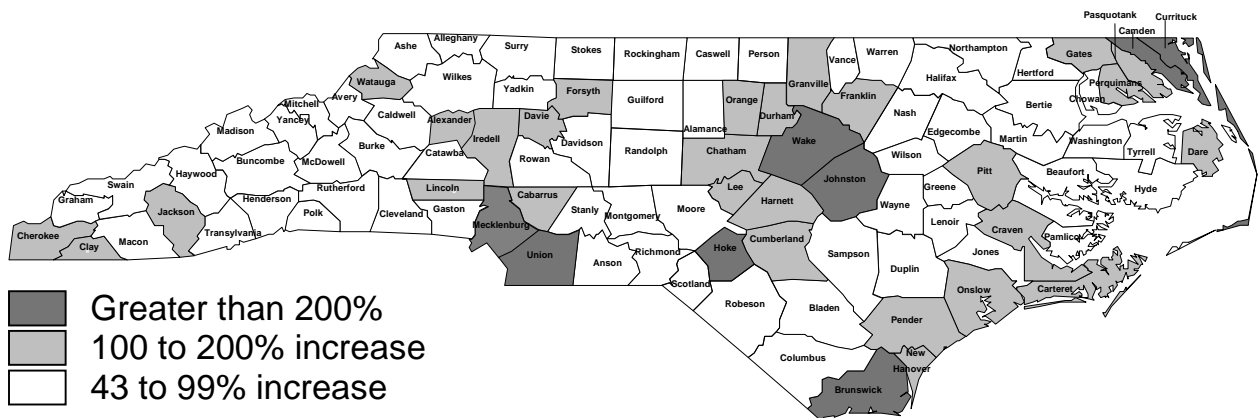 Pasquotank
Currituck
Camden
Alleghany
Ashe
Surry
Stokes
Rockingham
Caswell
Person
Vance
Warren
Northampton
Gates
Hertford
Halifax
Granville
Watauga
Wilkes
Yadkin
Forsyth
Guilford
Orange
Durham
Franklin
Perquimans
Chowan
Bertie
Mitchell
Avery
Yancey
Caldwell
Alexander
Davie
Iredell
Alamance
Nash
Edgecombe
Martin
Washington
Tyrrell
Dare
Madison
Buncombe
McDowell
Burke
Catawba
Rowan
Davidson
Randolph
Chatham
Wake
Wilson
Pitt
Beaufort
Hyde
Swain
Haywood
Graham
Jackson
Henderson
Rutherford
Polk
Cleveland
Lincoln
Gaston
Cabarrus
Stanly
Montgomery
Moore
Lee
Harnett
Johnston
Wayne
Greene
Lenoir
Craven
Pamlico
Cherokee
Clay
Macon
Transylvania
Mecklenburg
Union
Anson
Richmond
Hoke
Cumberland
Sampson
Duplin
Jones
Scotland
Robeson
Bladen
Onslow
Carteret
Pender
Columbus
New
Hanover
Brunswick
Greater than 200%
100 to 200% increase
43 to 99% increase